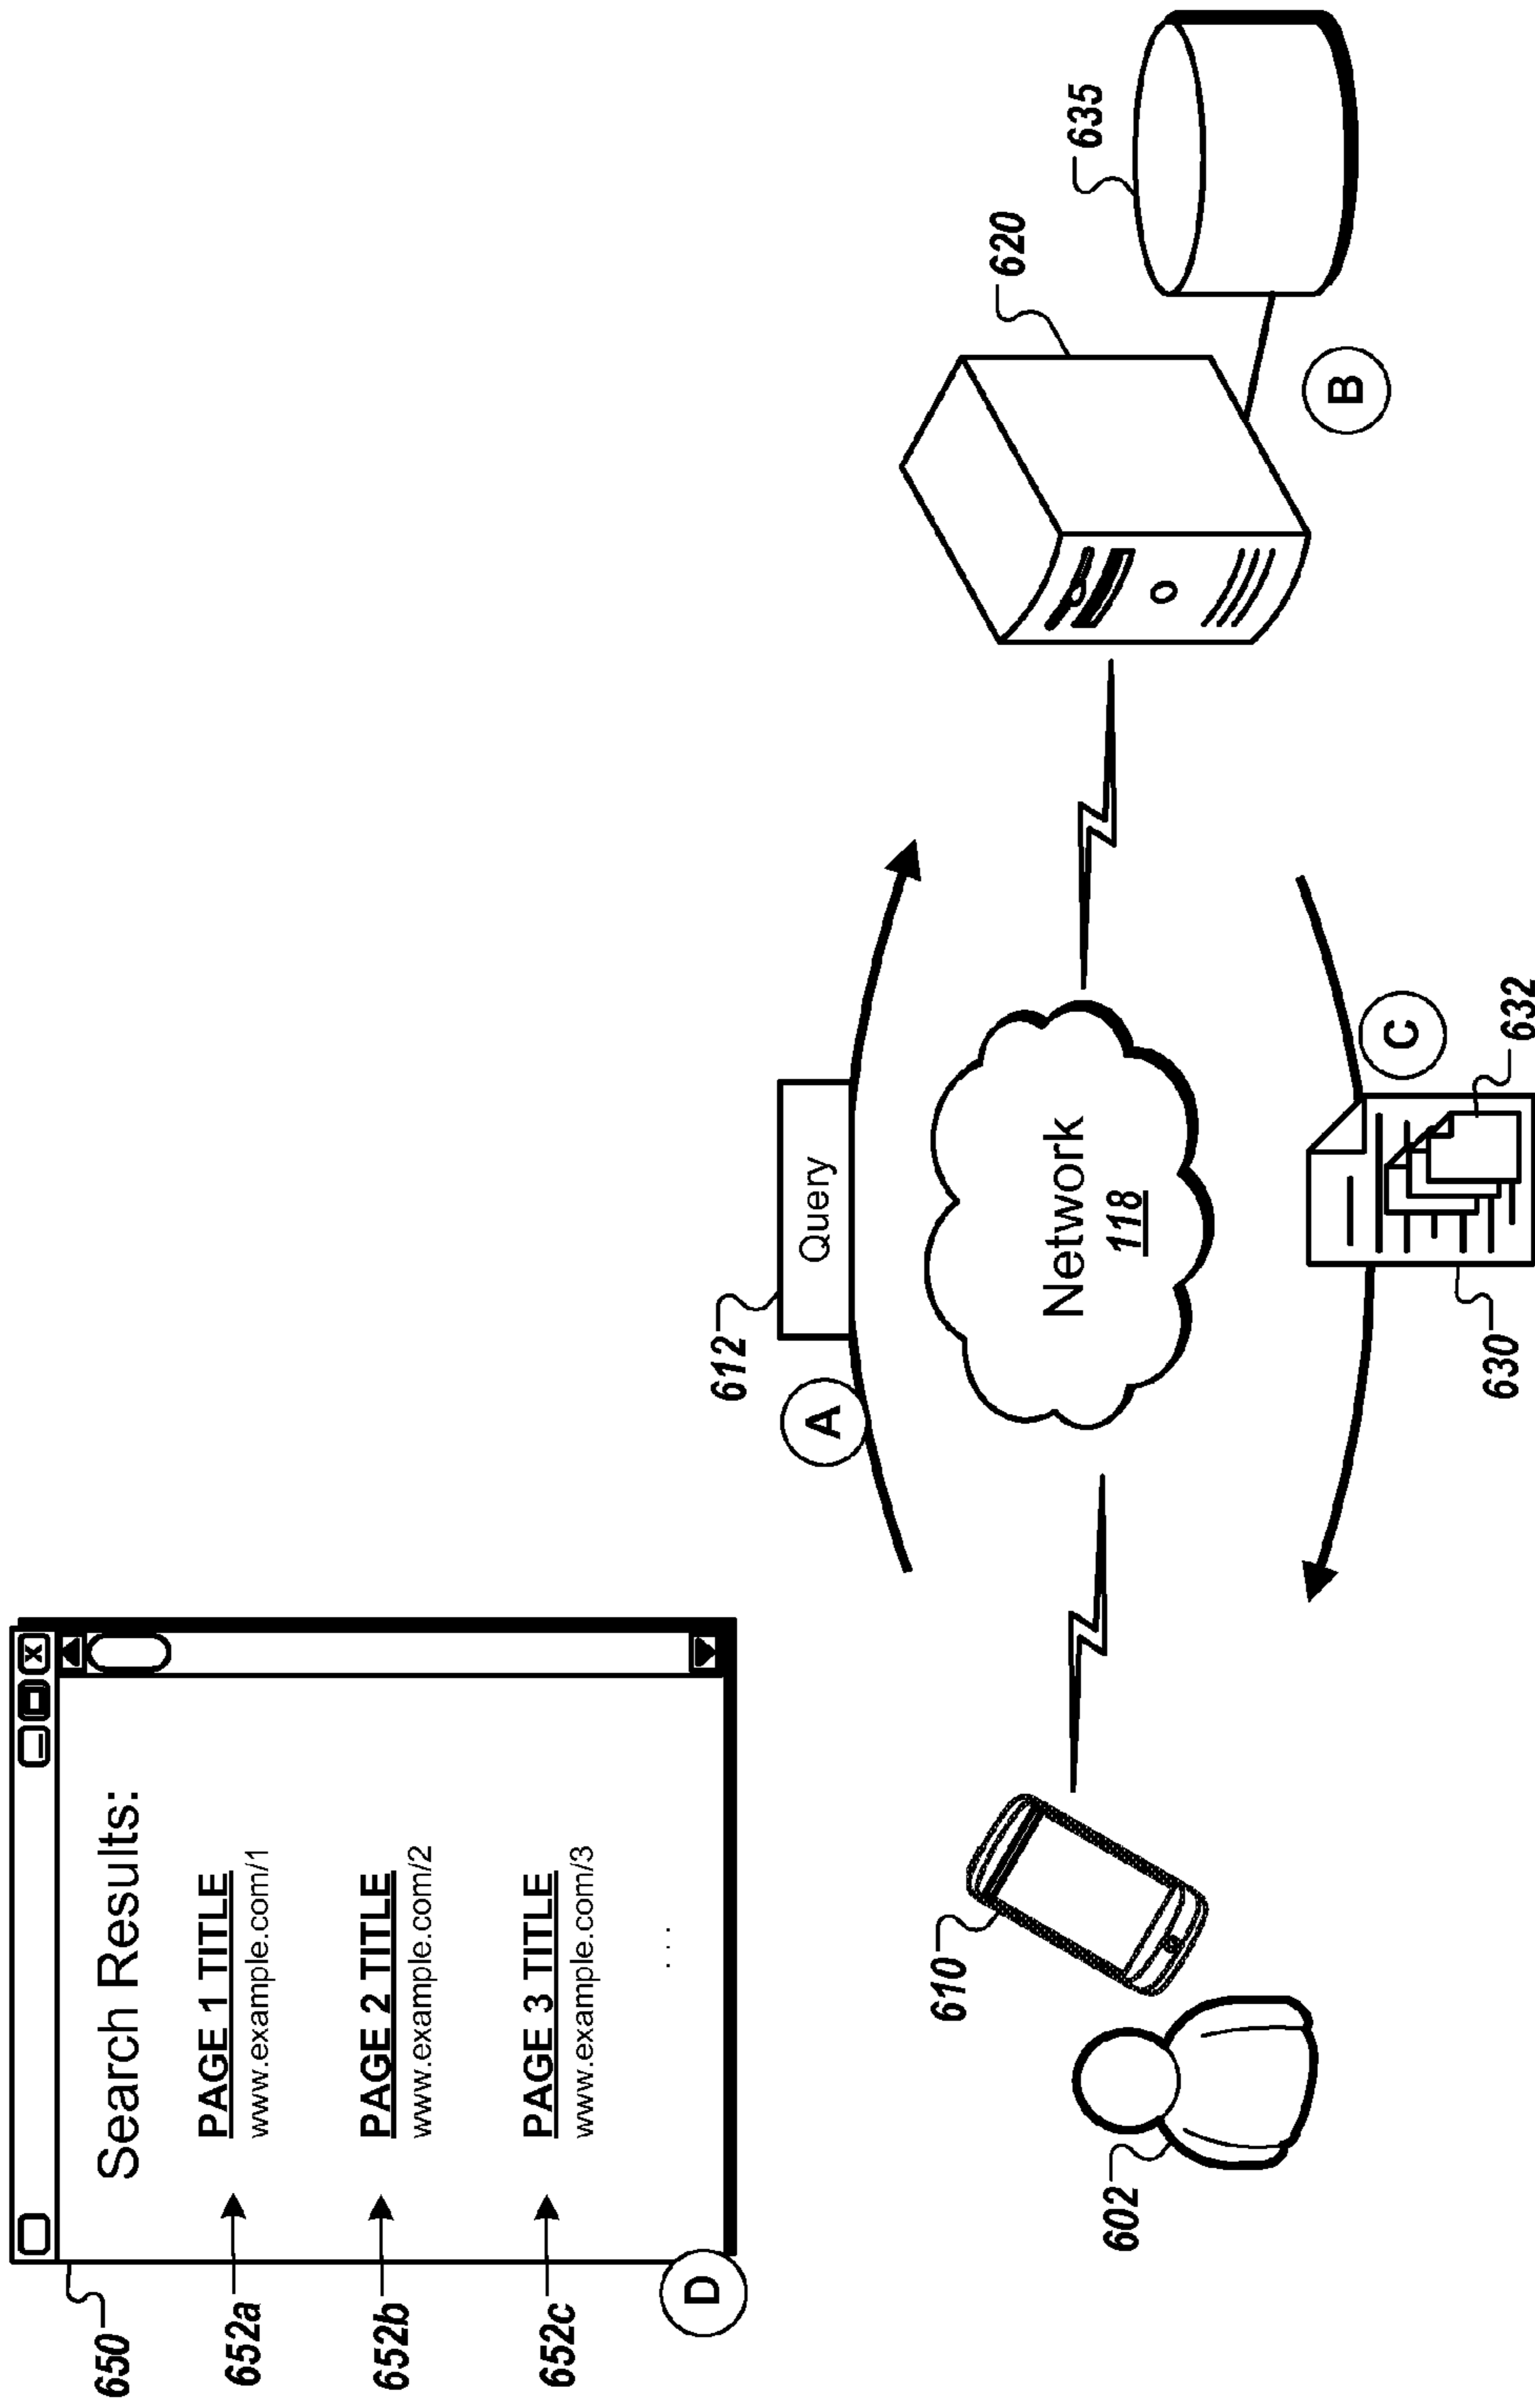 650
x
Search Results:
652a
PAGE 1 TITLE
www.example.com/1
652b
PAGE 2 TITLE
www.example.com/2
652c
PAGE 3 TITLE
www.example.com/3
. . .
D
612
Query
A
610
602
Network
118
620
635
B
C
630
632